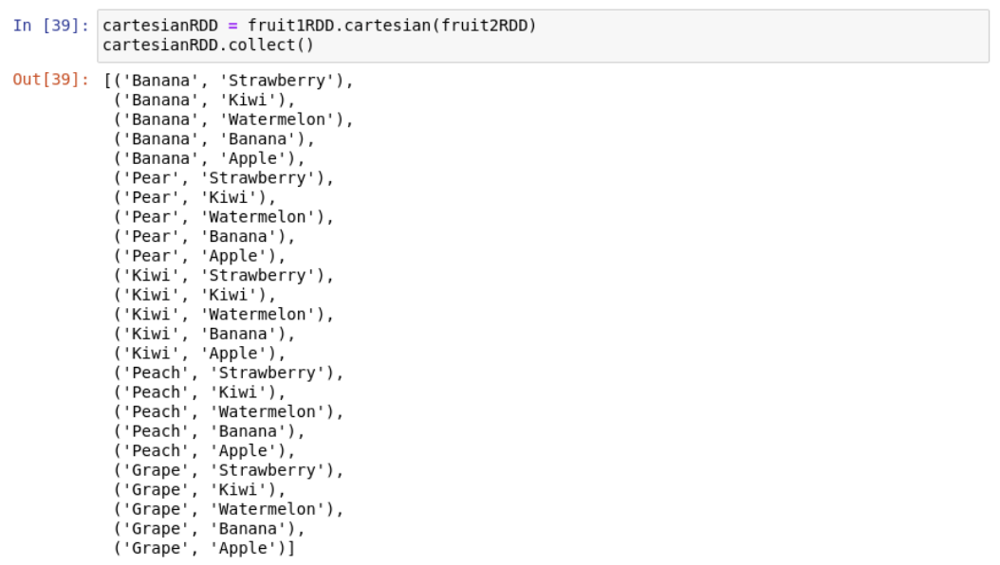 In [39]: cartesianRDD = fruit1RDD.cartesian(fruit2RDD)
cartesianRDD.collect()
Out[39]: [('Banana', 'Strawberry'),
('Banana', 'Kiwi'),
('Banana', 'Watermelon'),
('Banana', 'Banana'),
('Banana', 'Apple'),
('Pear', 'Strawberry'),
('Pear', 'Kiwi'),
('Pear', 'Watermelon'),
('Pear', 'Banana'),
('Pear', 'Apple'),
('Kiwi', 'Strawberry'),
('Kiwi', 'Kiwi'),
('Kiwi', 'Watermelon'),
('Kiwi', 'Banana'),
('Kiwi', 'Apple'),
('Peach', 'Strawberry'),
('Peach', 'Kiwi'),
('Peach', 'Watermelon'),
('Peach', 'Banana'),
('Peach', 'Apple'),
('Grape', 'Strawberry'),
('Grape', 'Kiwi'),
('Grape', 'Watermelon'),
('Grape', 'Banana'),
('Grape', 'Apple')]